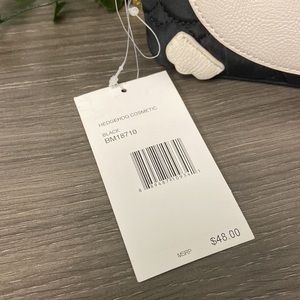 HEDGEHOG COSMETIC
BLACK
BM18710
MSRP
$48.00